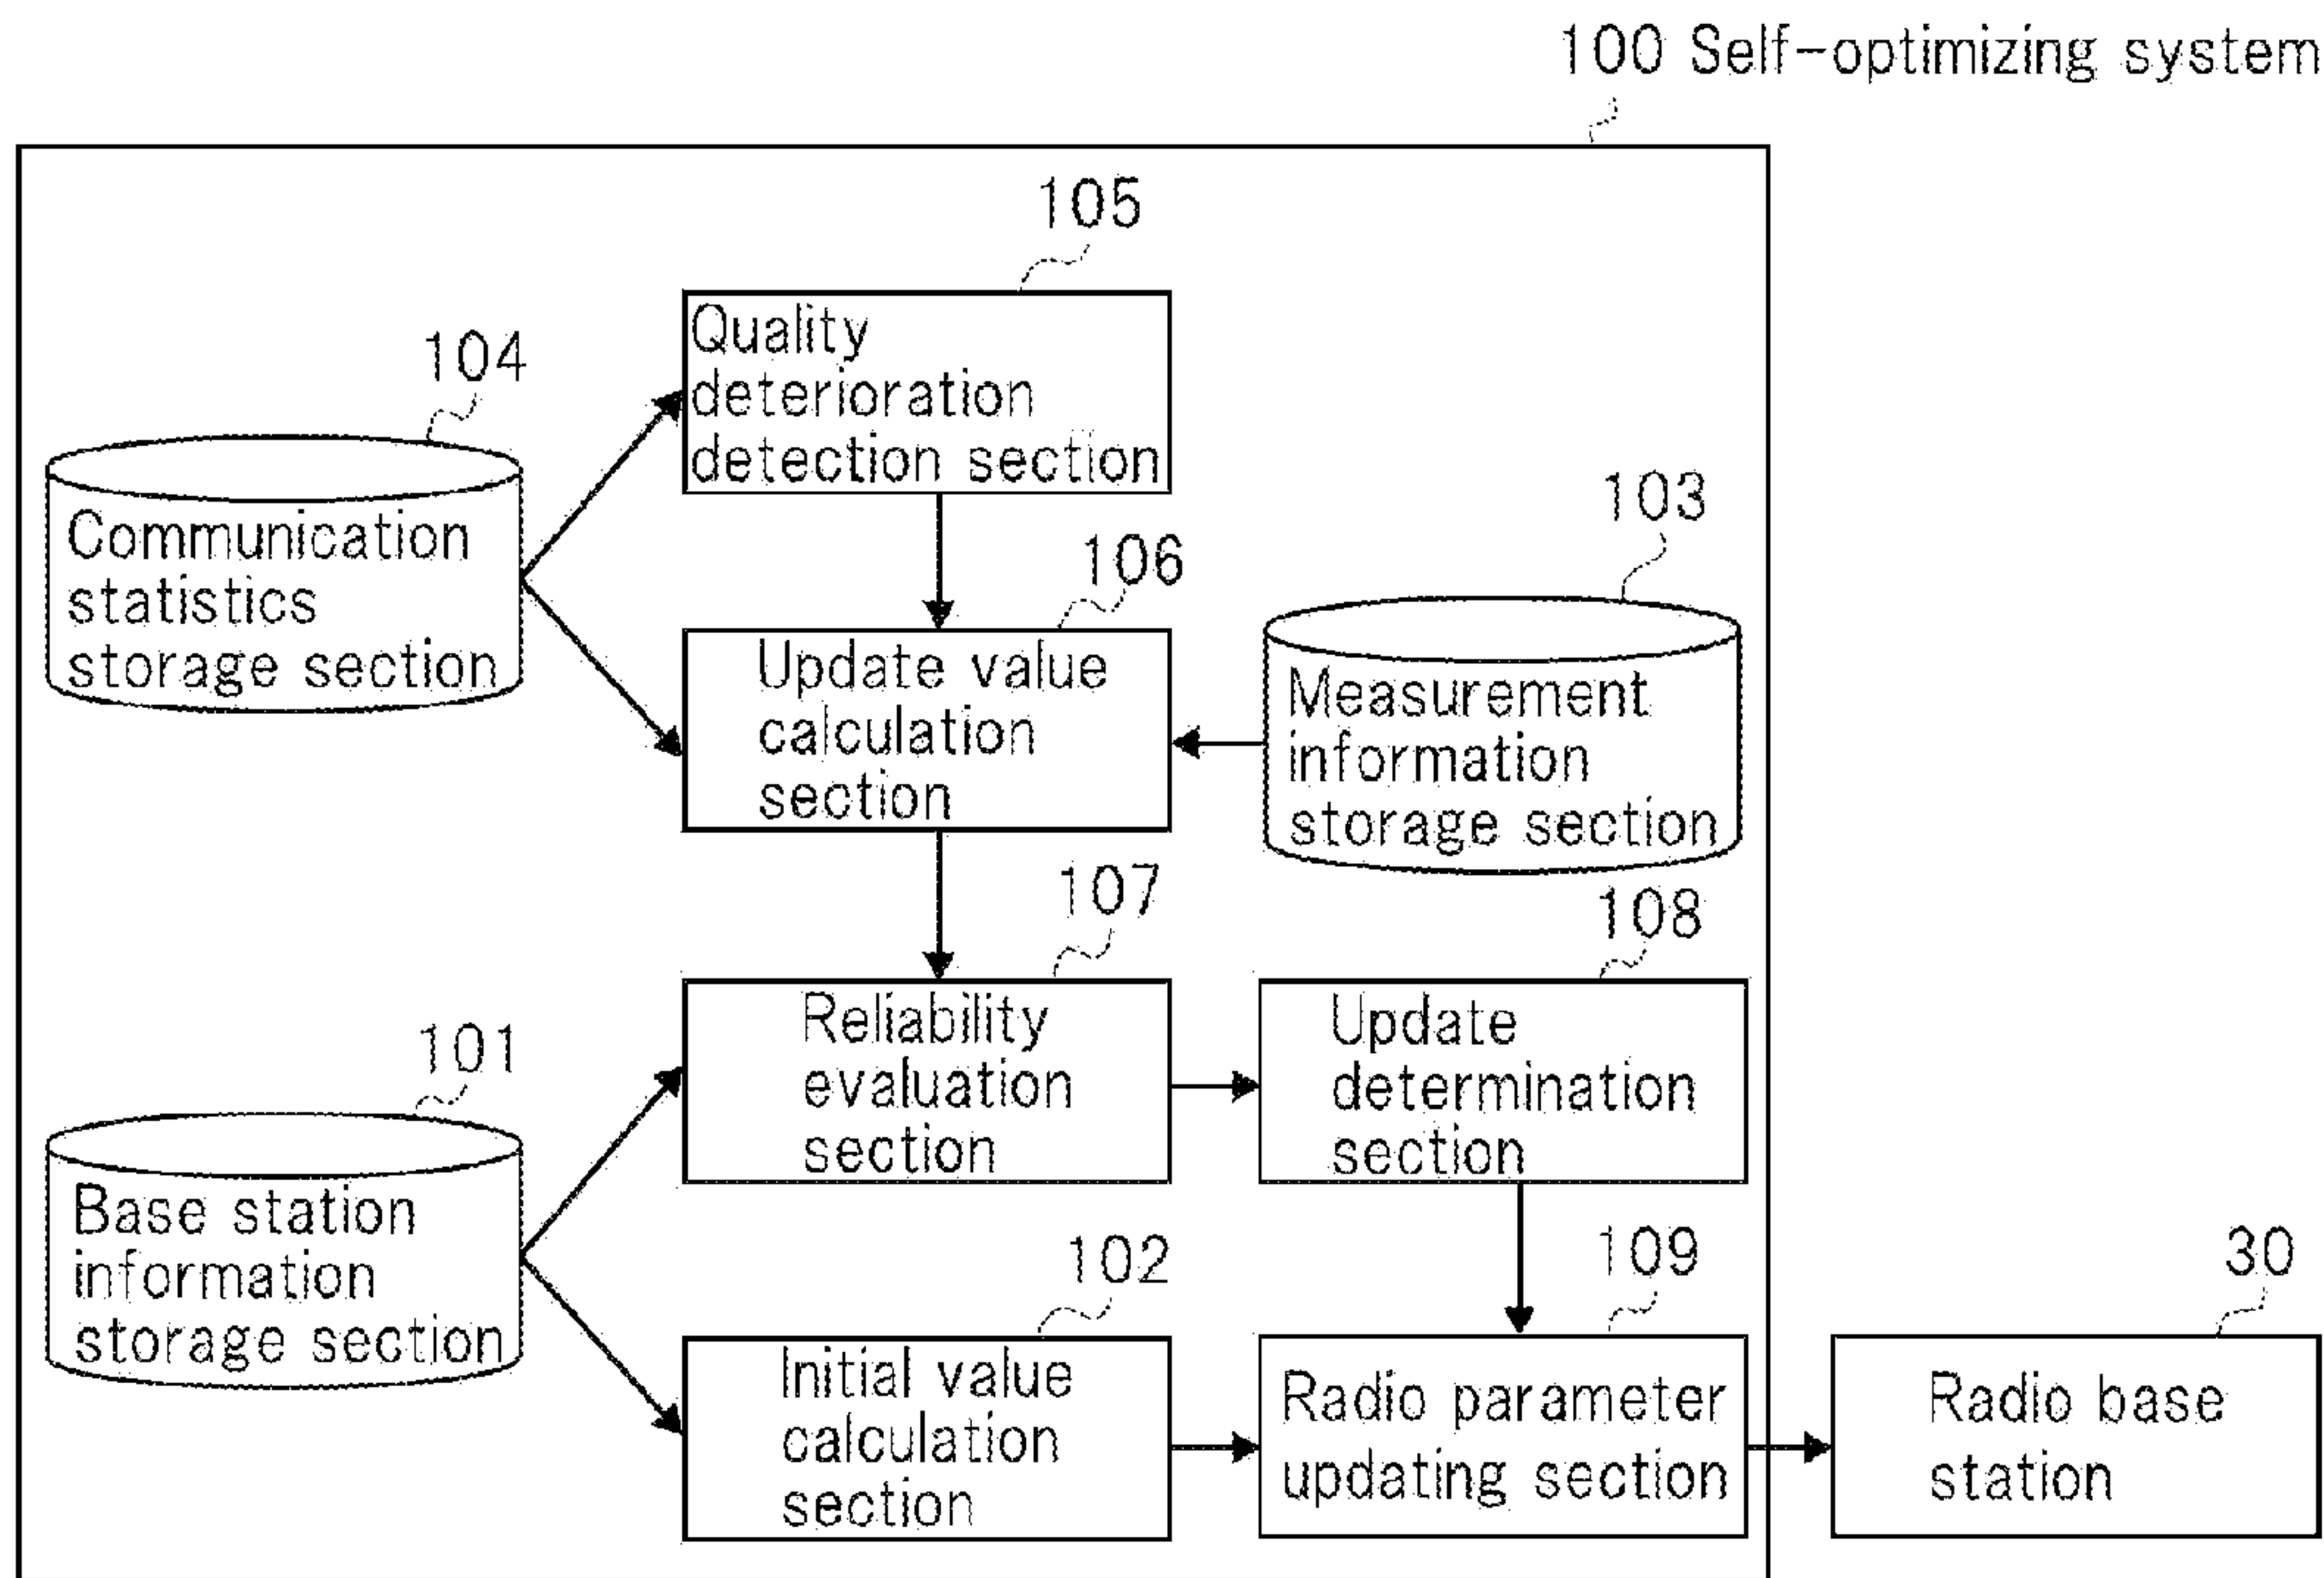 100 Self-optimizing system
105
Quality
deterioration
detection section
104
Communication
statistics
storage section
106
Update value
calculation
section
103
Measurement
information
storage section
107
Reliability
evaluation
section
108
Update
determination
section
101
Base station
information
storage section
102
Initial value
calculation
section
109
Radio parameter
updating section
30
Radio base
station